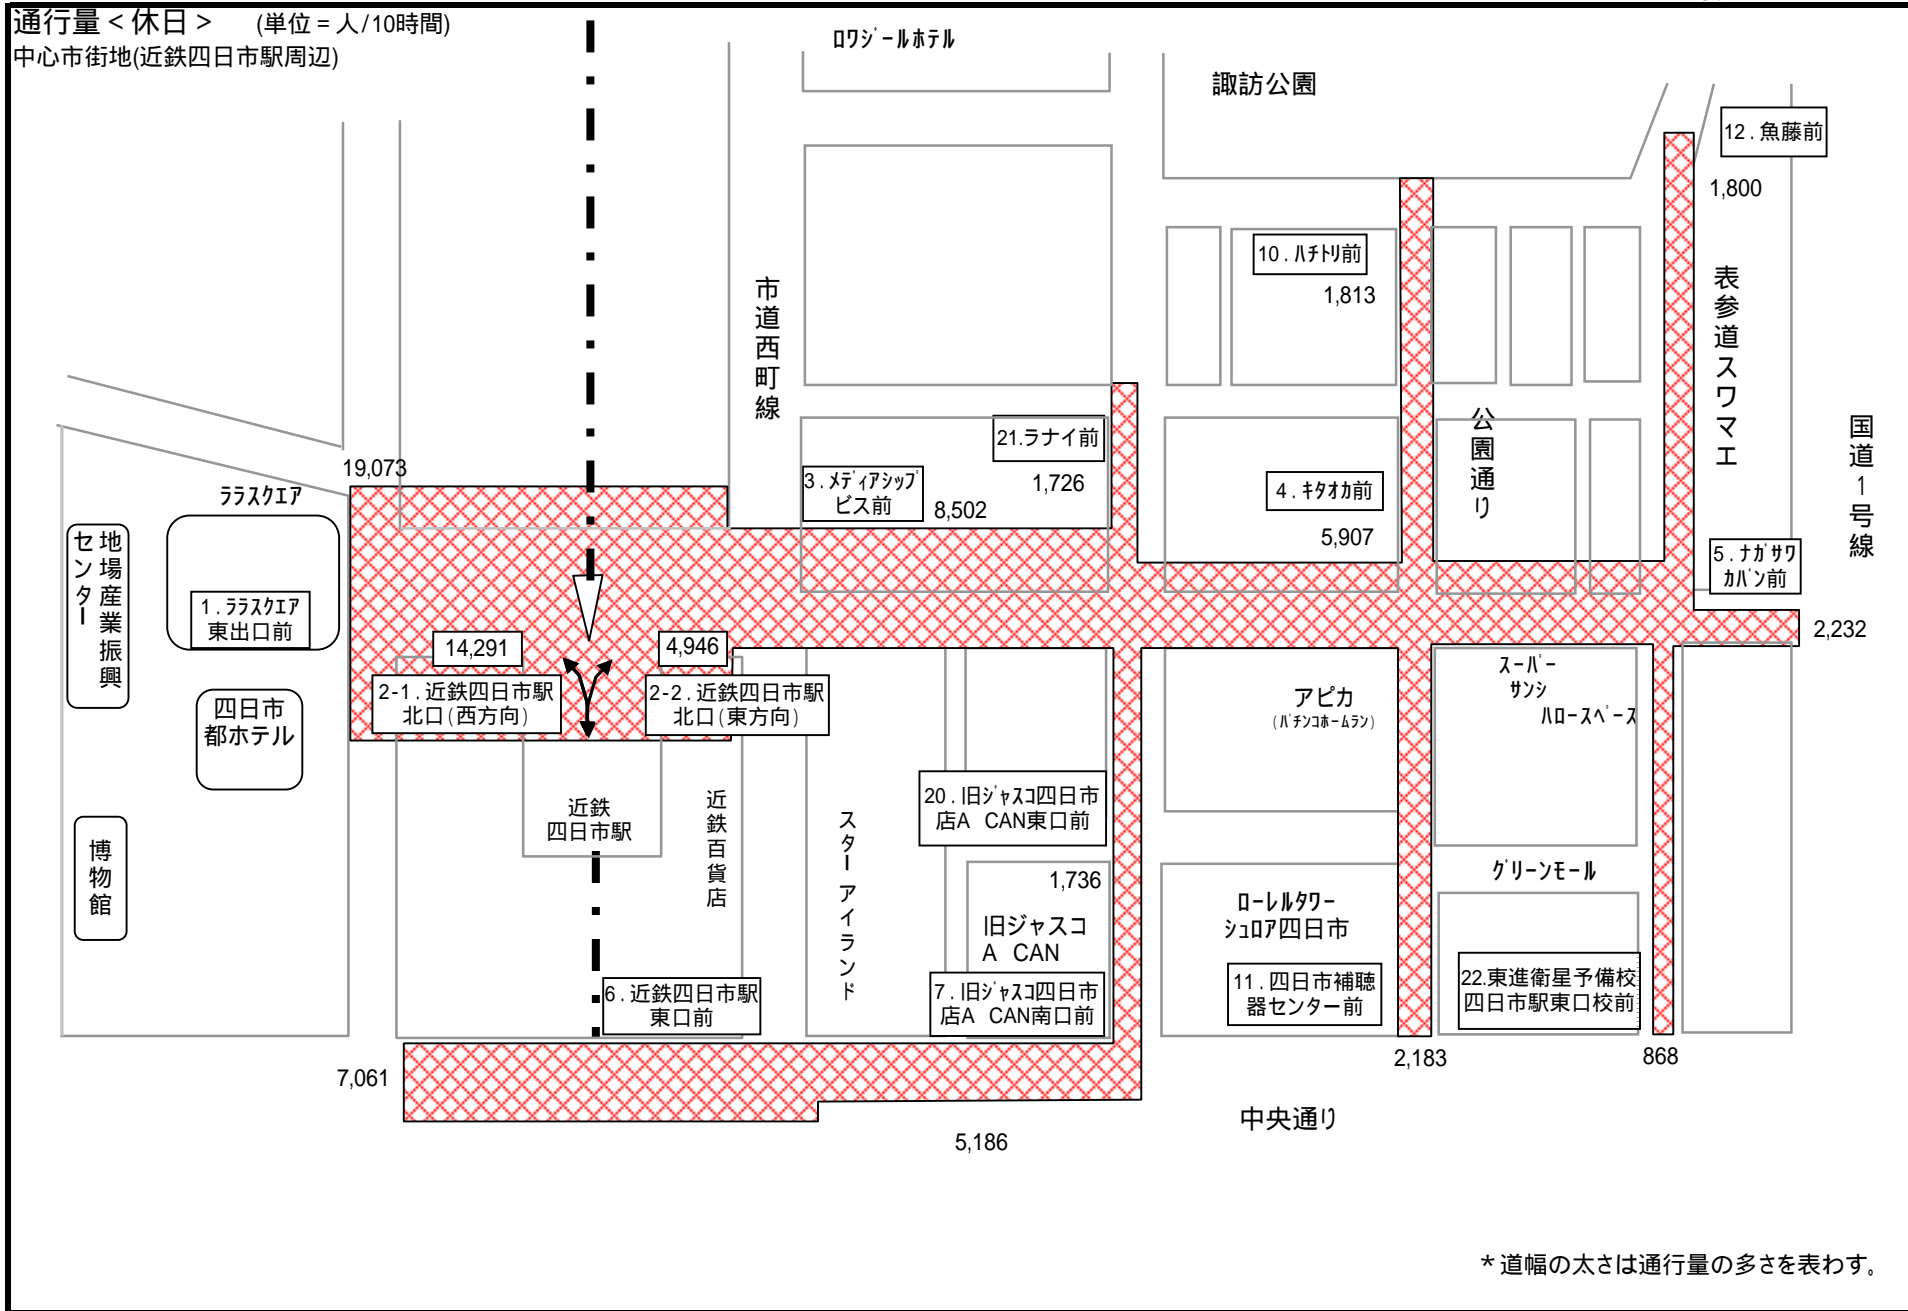 通行量＜休日＞ (単位＝人/10時間)
中心市街地(近鉄四日市駅周辺)
ロワジールホテル
諏訪公園
12．魚藤前
1,800
10．ハチトリ前
1,813
市道西町線
表参道スワマエ
公園通り
国道1号線
21.ラナイ前
1,726
3．メディアシップ
ビス前
8,502
4．キタオカ前
5,907
19,073
ララスクエア
地場産業振興
センター
1．ララスクエア
東出口前
5．ナガサワ
カバン前
2,232
14,291
4,946
2-1．近鉄四日市駅
北口(西方向)
2-2．近鉄四日市駅
北口(東方向)
四日市
都ホテル
アピカ
(パチンコホームラン)
スーパー
サンシ
ハロースペース
近鉄
四日市駅
近鉄百貨店
スターアイランド
20．旧ジャスコ四日市
店A CAN東口前
博物館
1,736
旧ジャスコ
A CAN
ローレルタワー
シュロア四日市
グリーンモール
6．近鉄四日市駅
東口前
7．旧ジャスコ四日市
店A CAN南口前
11．四日市補聴
器センター前
22.東進衛星予備校
四日市駅東口校前
7,061
2,183
868
5,186
中央通り
*道幅の太さは通行量の多さを表わす。